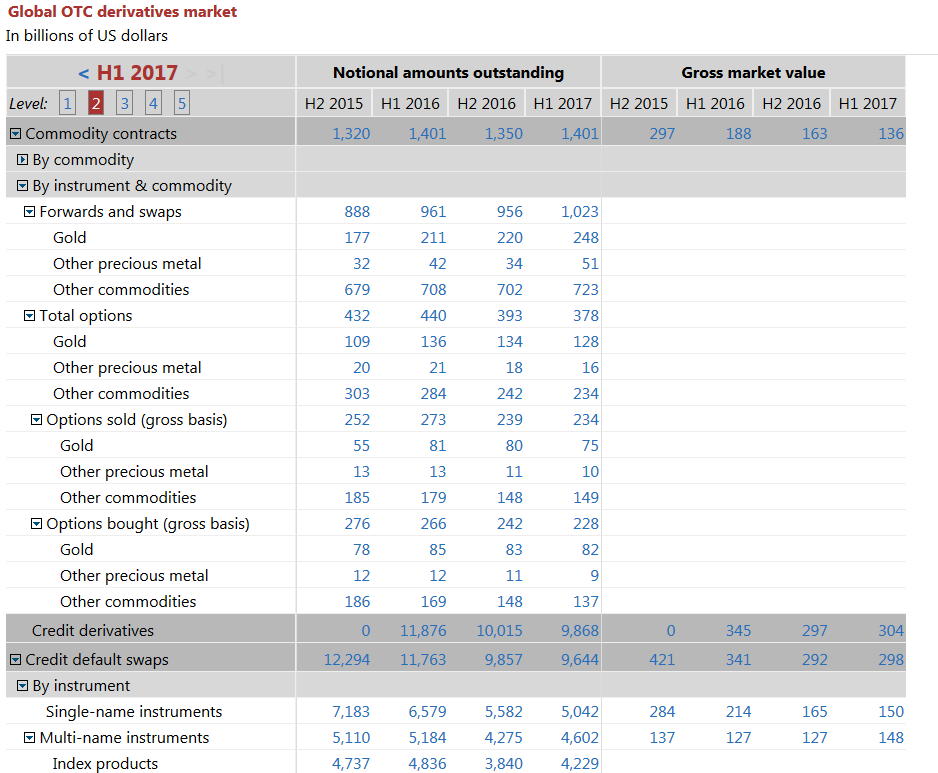 Global OTC derivatives market
In billions of US dollars
< H1 2017 > > Notional amounts outstanding Gross market value
Level: 1 2 3 4 5 H2 2015 H1 2016 H2 2016 H1 2017 H2 2015 H1 2016 H2 2016 H1 2017
Commodity contracts 1,320 1,401 1,350 1,401 297 188 163 136
By commodity
By instrument & commodity
Forwards and swaps 888 961 956 1,023
Gold 177 211 220 248
Other precious metal 32 42 34 51
Other commodities 679 708 702 723
Total options 432 440 393 378
Gold 109 136 134 128
Other precious metal 20 21 18 16
Other commodities 303 284 242 234
Options sold (gross basis) 252 273 239 234
Gold 55 81 80 75
Other precious metal 13 13 11 10
Other commodities 185 179 148 149
Options bought (gross basis) 276 266 242 228
Gold 78 85 83 82
Other precious metal 12 12 11 9
Other commodities 186 169 148 137
Credit derivatives 0 11,876 10,015 9,868 0 345 297 304
Credit default swaps 12,294 11,763 9,857 9,644 421 341 292 298
By instrument
Single-name instruments 7,183 6,579 5,582 5,042 284 214 165 150
Multi-name instruments 5,110 5,184 4,275 4,602 137 127 127 148
Index products 4,737 4,836 3,840 4,229